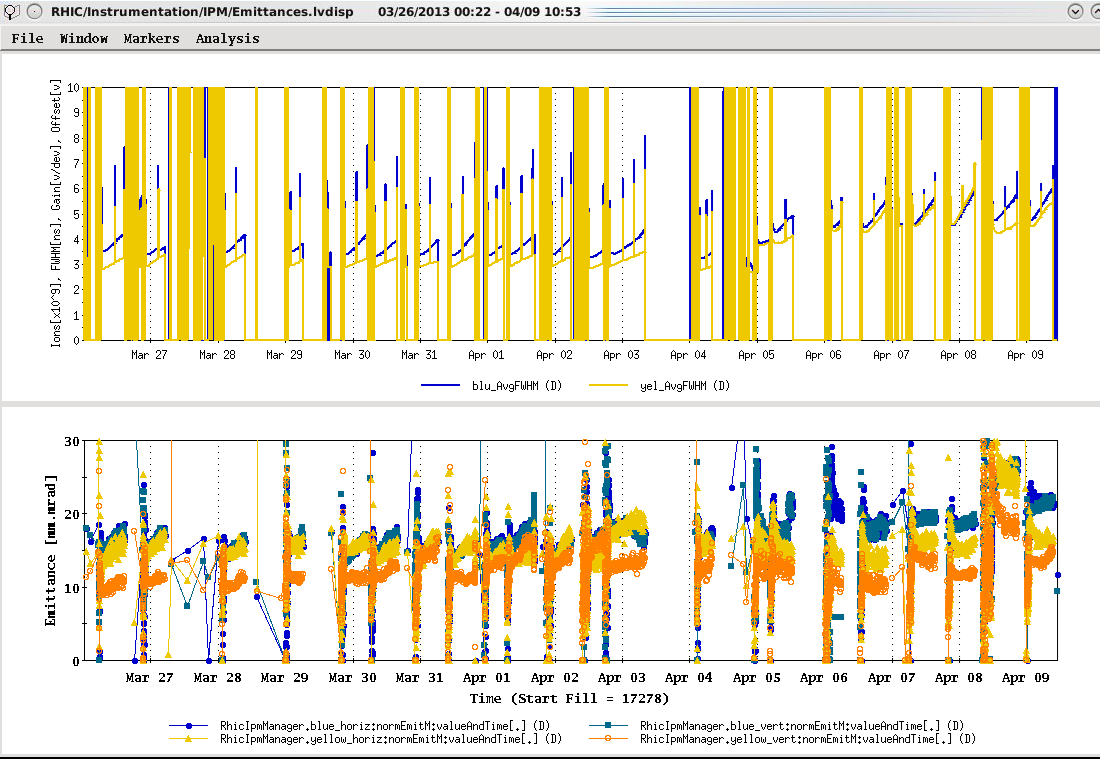 RHIC/Instrumentation/IPM/Emittances.lvdisp 03/26/2013 00:22 - 04/09 10:53
File Window Markers Analysis
Ions[x10^9], FWHM[ns], Gain[v/dev], Offset[v]
10
9
8
7
6
5
4
3
2
1
0
Mar 27 Mar 28 Mar 29 Mar 30 Mar 31 Apr 01 Apr 02 Apr 03 Apr 04 Apr 05 Apr 06 Apr 07 Apr 08 Apr 09
blu_AvgFWHM (D) yel_AvgFWHM (D)
Emittance [mm.mrad]
30
20
10
0
Mar 27 Mar 28 Mar 29 Mar 30 Mar 31 Apr 01 Apr 02 Apr 03 Apr 04 Apr 05 Apr 06 Apr 07 Apr 08 Apr 09
Time (Start Fill = 17278)
RhicIpmManager.blue_horiz:normEmitM:valueAndTime[.] (D) RhicIpmManager.blue_vert:normEmitM:valueAndTime[.] (D)
RhicIpmManager.yellow_horiz:normEmitM:valueAndTime[.] (D) RhicIpmManager.yellow_vert:normEmitM:valueAndTime[.] (D)